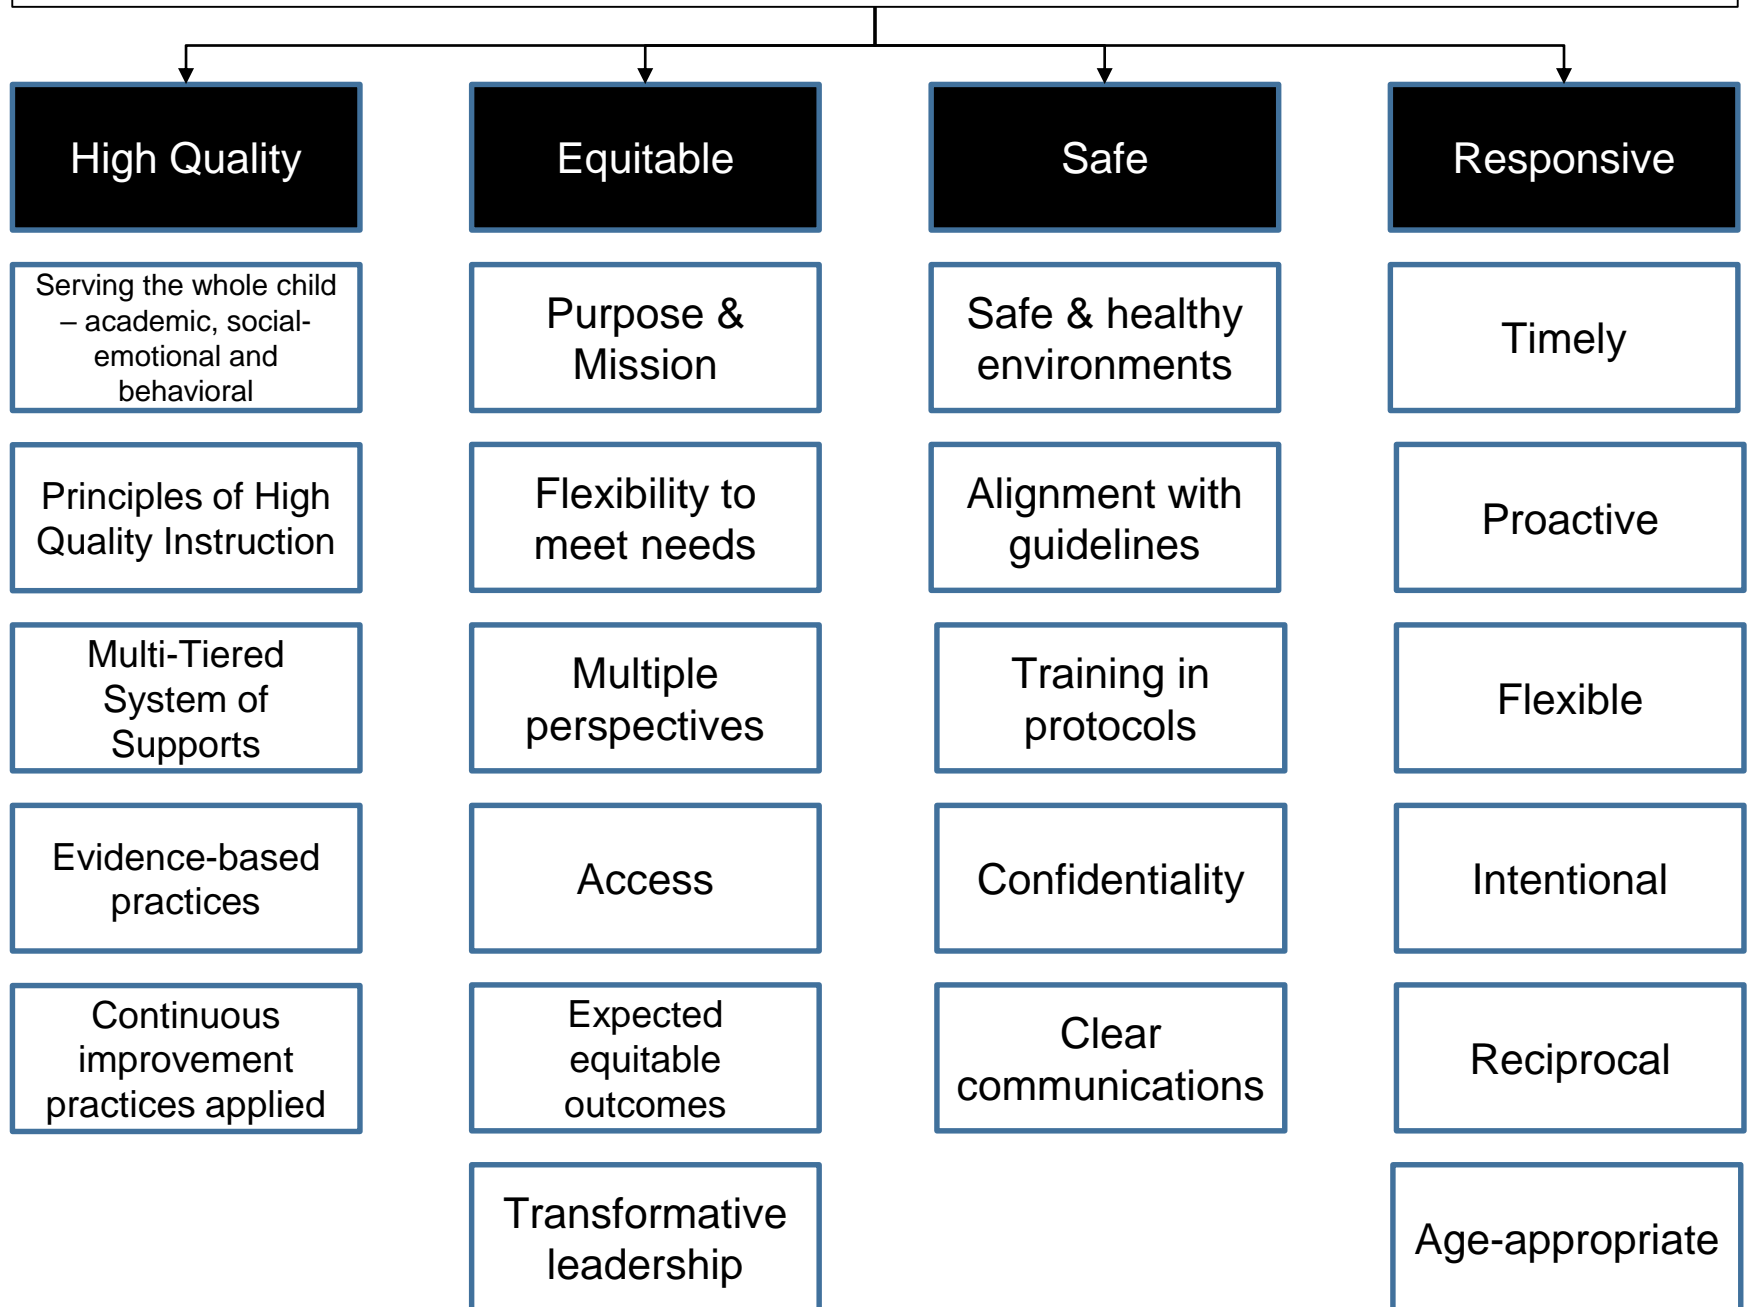 High Quality
Equitable
Safe
Responsive
Serving the whole child
– academic, social-
emotional and
behavioral
Purpose &
Mission
Safe & healthy
environments
Timely
Principles of High
Quality Instruction
Flexibility to
meet needs
Alignment with
guidelines
Proactive
Multi-Tiered
System of
Supports
Multiple
perspectives
Training in
protocols
Flexible
Evidence-based
practices
Access
Confidentiality
Intentional
Continuous
improvement
practices applied
Expected
equitable
outcomes
Clear
communications
Reciprocal
Transformative
leadership
Age-appropriate